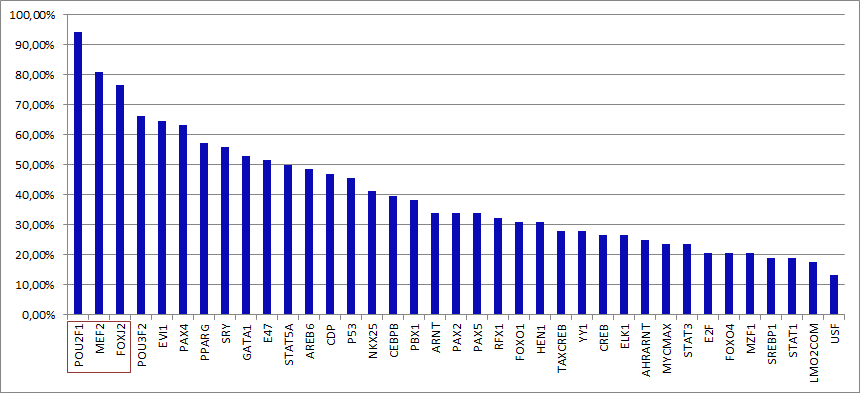 100,00%
90,00%
80,00%
70,00%
60,00%
50,00%
40,00%
30,00%
20,00%
10,00%
0,00%
POU2F1
MEF2
FOXJ2
POU3F2
EVI1
PAX4
PPARG
SRY
GATA1
E47
STAT5A
AREB6
CDP
P53
NKX25
CEBPB
PBX1
ARNT
PAX2
PAX5
RFX1
FOXO1
HEN1
TAXCREB
YY1
CREB
ELK1
AHRARNT
MYCMAX
STAT3
E2F
FOXO4
MZF1
SREBP1
STAT1
LMO2COM
USF